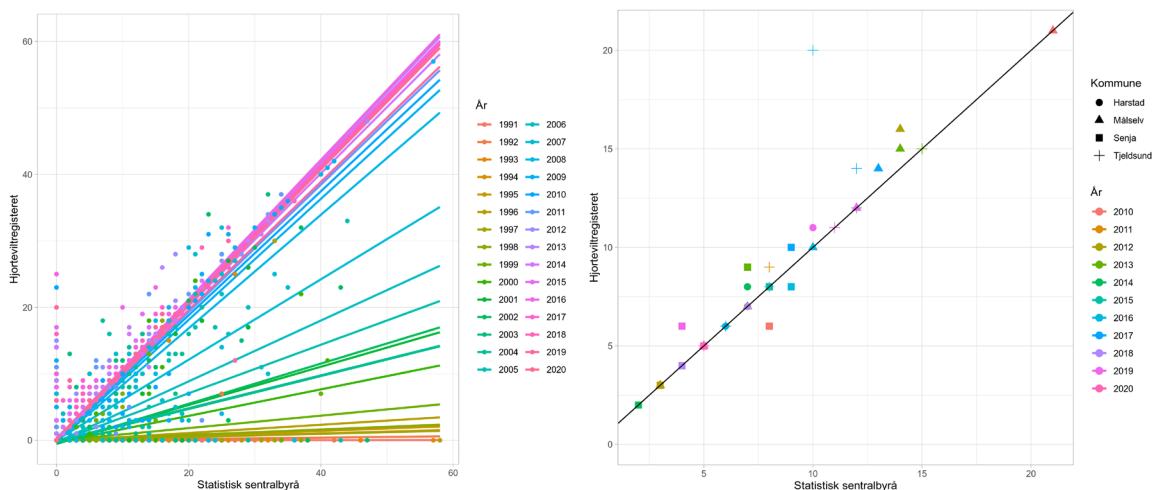 Hjorteviltregisteret
60
40
20
0
0 20 40 60
Statistisk sentralbyrå
År
1991 2006
1992 2007
1993 2008
1994 2009
1995 2010
1996 2011
1997 2012
1998 2013
1999 2014
2000 2015
2001 2016
2002 2017
2003 2018
2004 2019
2005 2020
Hjorteviltregisteret
20
15
10
5
0
5 10 15 20
Statistisk sentralbyrå
Kommune
Harstad
Målselv
Senja
Tjeldsund
År
2010
2011
2012
2013
2014
2015
2016
2017
2018
2019
2020